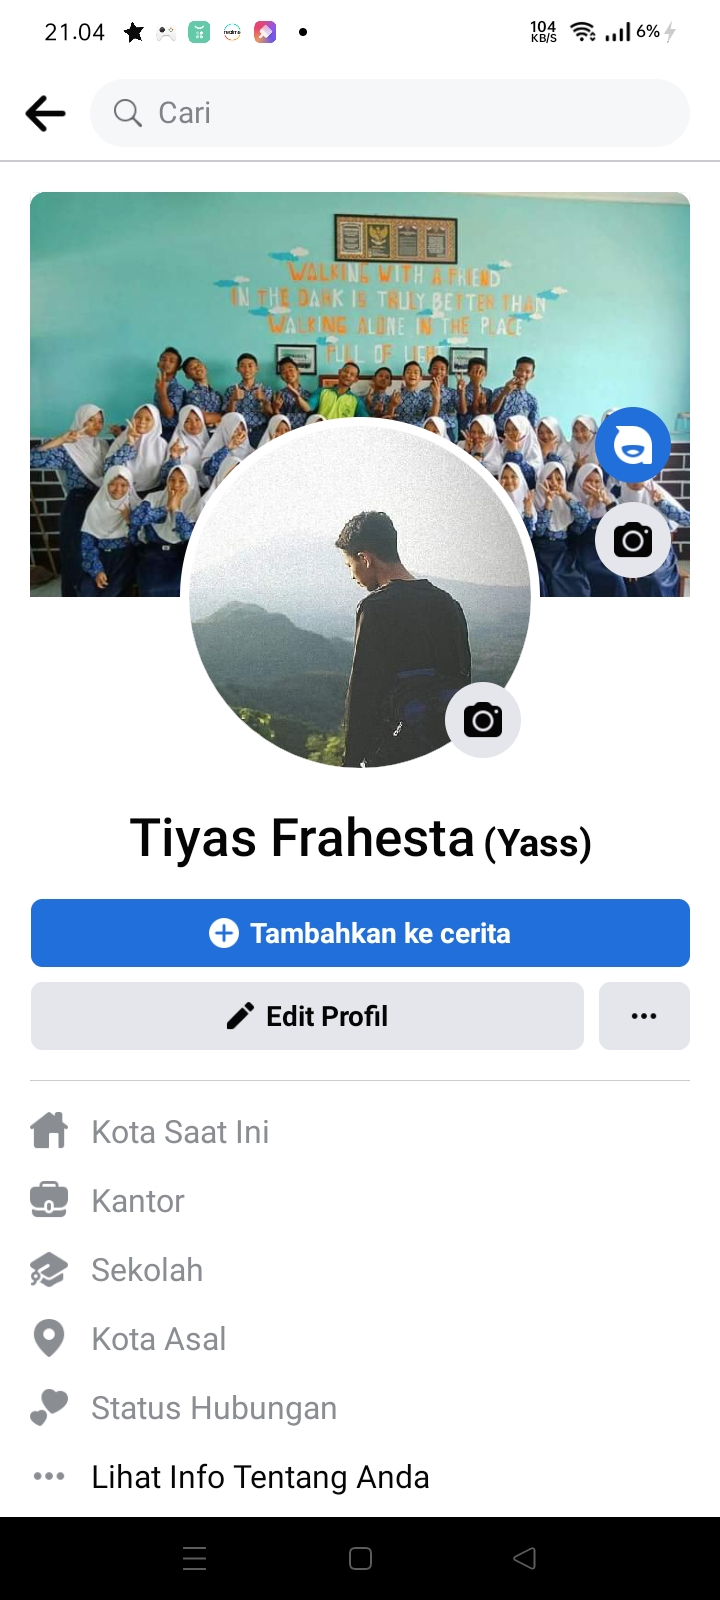 21.04
realme
104
KB/S
6%
Cari
WALKING WITH A FRIEND
IN THE DARK IS TRULY BETTER THAN
WALKING ALONE IN THE PLACE
FULL OF LIGHT
Tiyas Frahesta (Yass)
Tambahkan ke cerita
Edit Profil
Kota Saat Ini
Kantor
Sekolah
Kota Asal
Status Hubungan
Lihat Info Tentang Anda